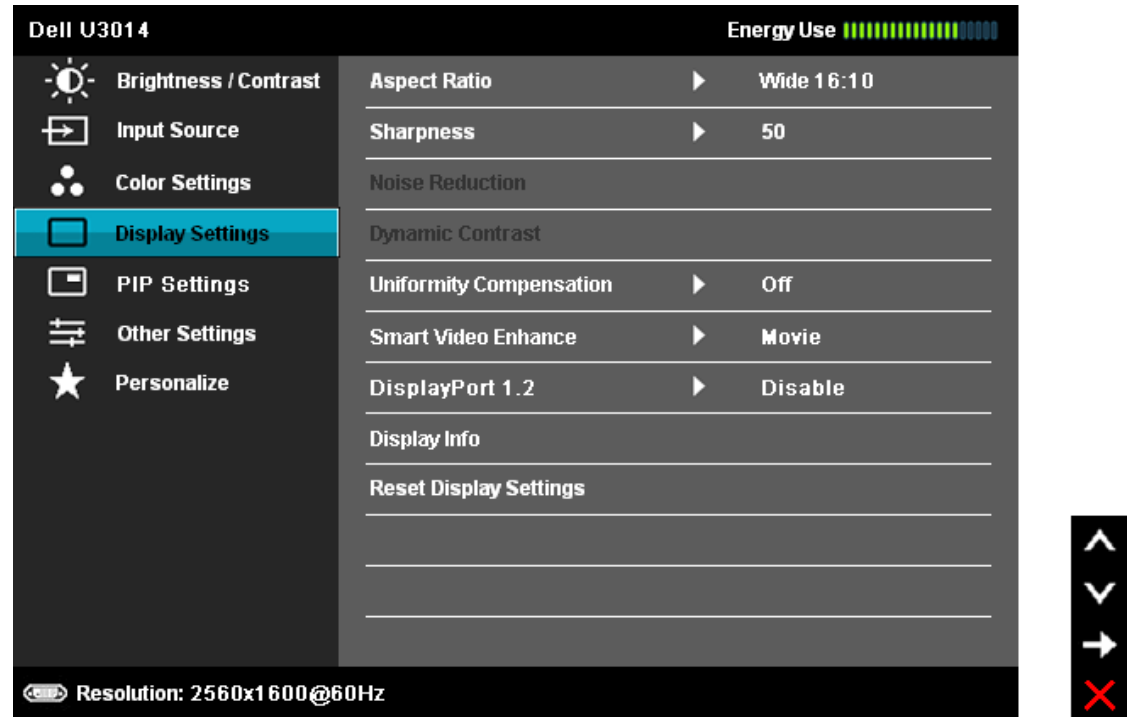 Dell U3014
Energy Use
Brightness / Contrast
Input Source
Color Settings
Display Settings
PIP Settings
Other Settings
Personalize
Aspect Ratio Wide 16:10
Sharpness 50
Noise Reduction
Dynamic Contrast
Uniformity Compensation Off
Smart Video Enhance Movie
DisplayPort 1.2 Disable
Display Info
Reset Display Settings
Resolution: 2560x1600@60Hz